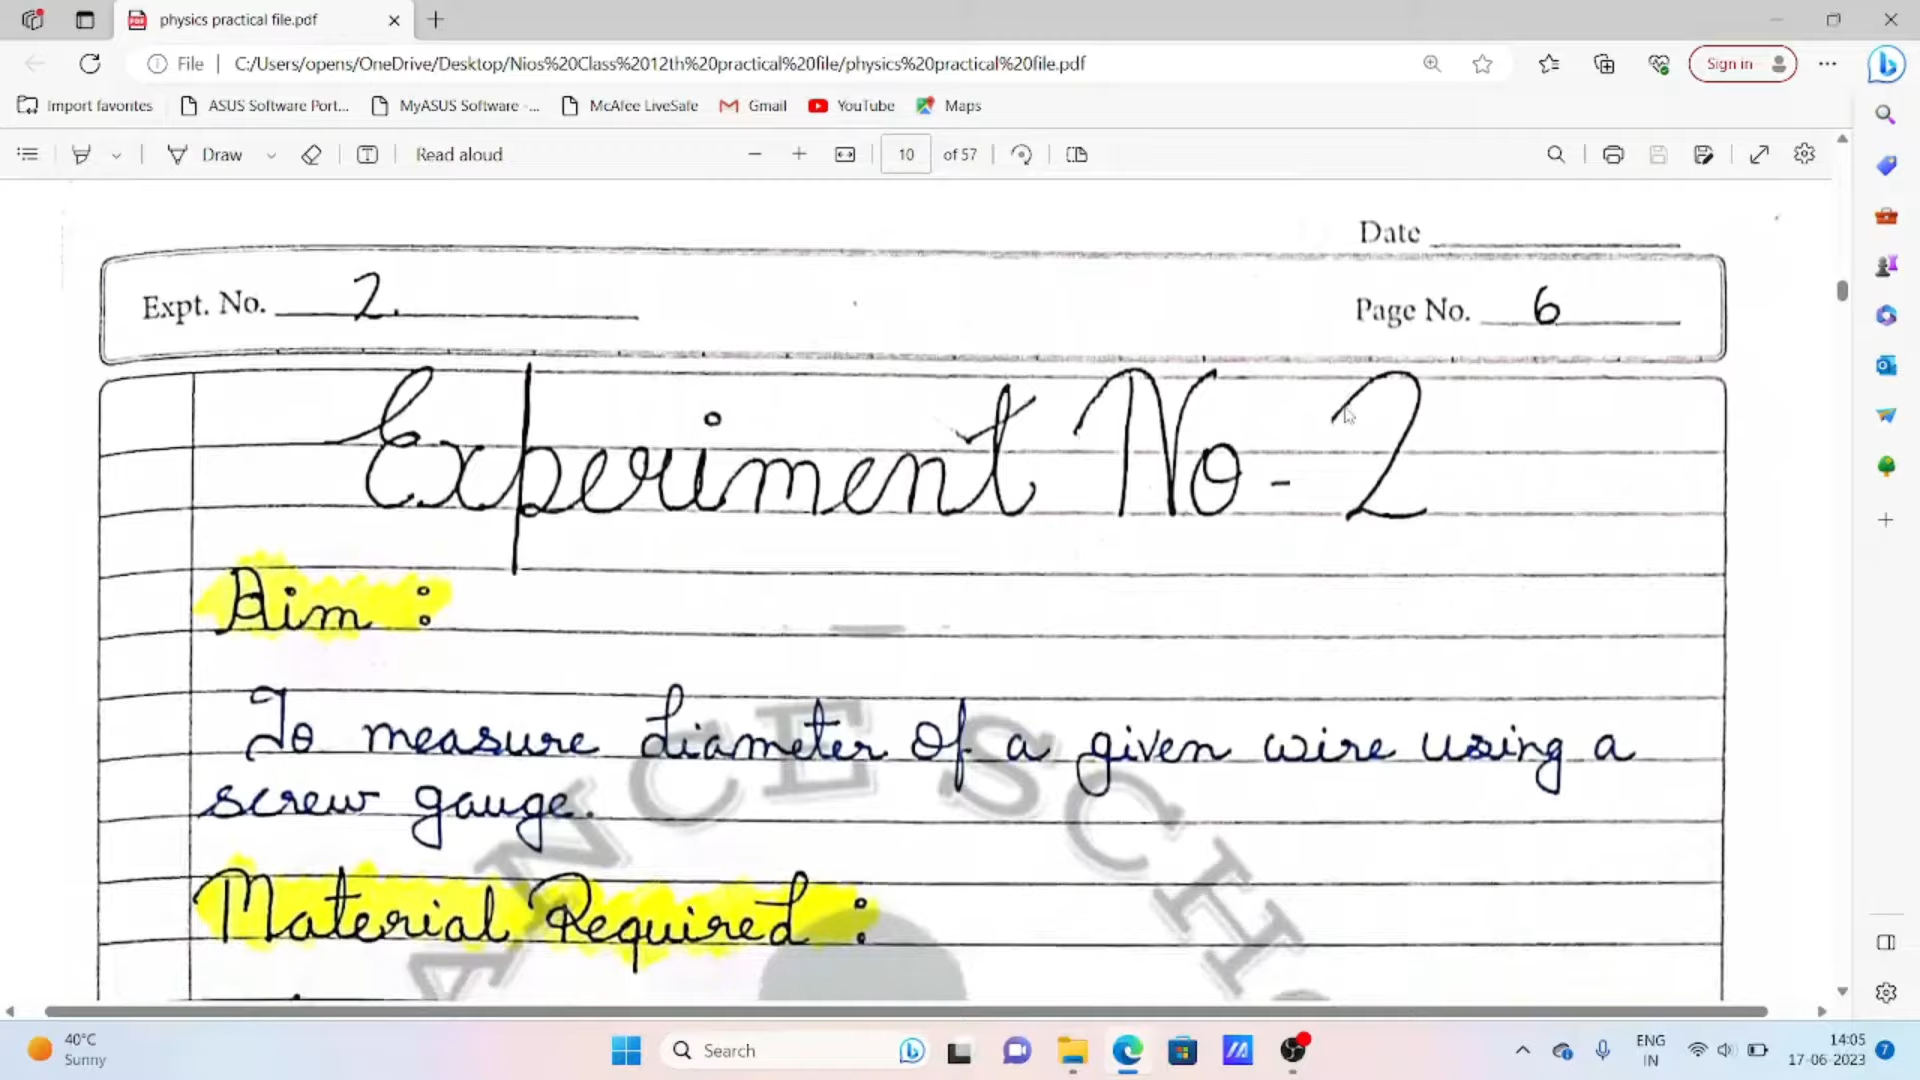 physics practical file.pdf
File C:/Users/opens/OneDrive/Desktop/Nios%20Class%2012th%20practical%20file/physics%20practical%20file.pdf
Sign in
Import favorites ASUS Software Port... MyASUS Software -... McAfee LiveSafe Gmail YouTube Maps
Draw Read aloud 10 of 57
Date
Expt. No. 2. Page No. 6
Experiment No - 2
Aim :
To measure diameter of a given wire using a
screw gauge.
Material Required :
ANCE SCH
40°C
Sunny
Search
ENG
IN
14:05
17-06-2023
7